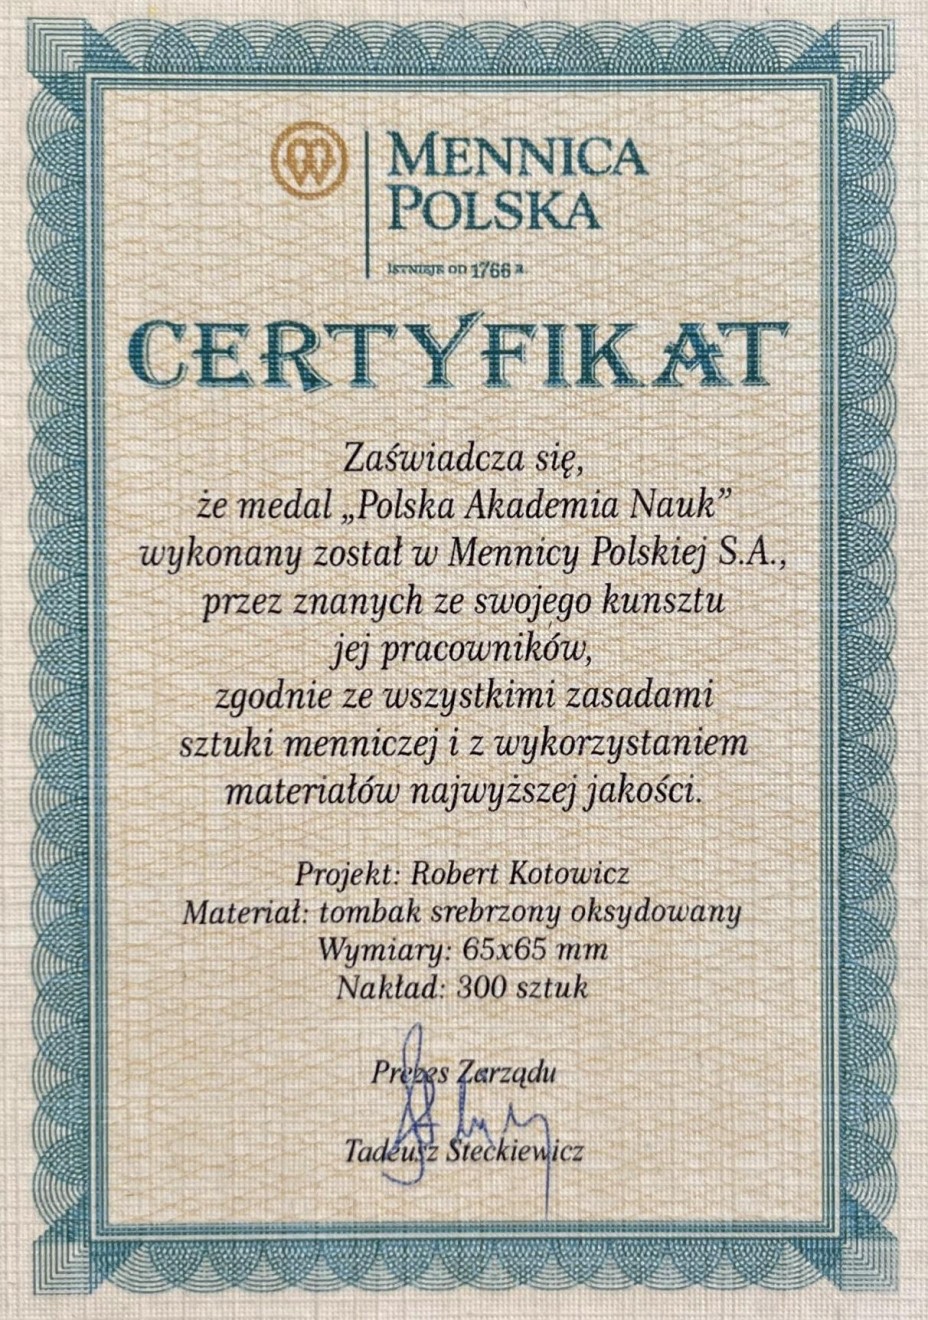 MENNICA
POLSKA
ISTNIEJE OD 1766 R.
CERTYFIKAT
Zaświadcza się,
że medal „Polska Akademia Nauk”
wykonany został w Mennicy Polskiej S.A.,
przez znanych ze swojego kunsztu
jej pracowników,
zgodnie ze wszystkimi zasadami
sztuki menniczej i z wykorzystaniem
materiałów najwyższej jakości.
Projekt: Robert Kotowicz
Materiał: tombak srebrzony oksydowany
Wymiary: 65x65 mm
Nakład: 300 sztuk
Prezes Zarządu
Tadeusz Steckiewicz